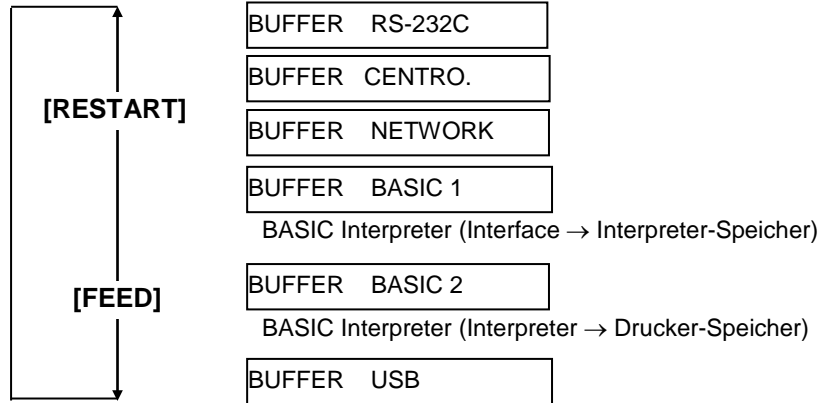 BUFFER RS-232C
BUFFER CENTRO.
[RESTART]
BUFFER NETWORK
BUFFER BASIC 1
BASIC Interpreter (Interface → Interpreter-Speicher)
[FEED]
BUFFER BASIC 2
BASIC Interpreter (Interpreter → Drucker-Speicher)
BUFFER USB